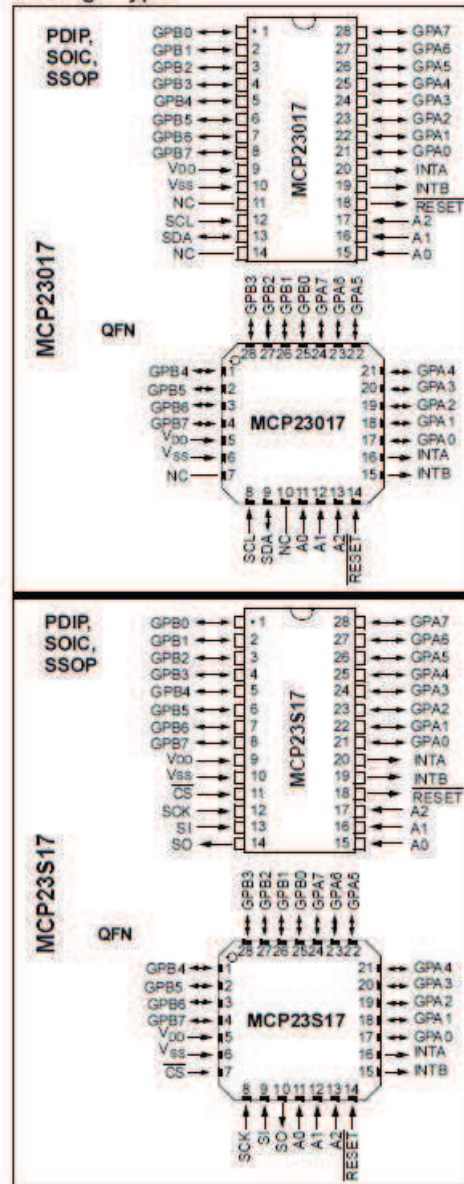 PDIP,
SOIC,
SSOP
GPB0 1 28 GPA7
GPB1 2 27 GPA6
GPB2 3 26 GPA5
GPB3 4 25 GPA4
GPB4 5 24 GPA3
GPB5 6 23 GPA2
GPB6 7 22 GPA1
GPB7 8 21 GPA0
VDD 9 20 INTA
VSS 10 19 INTB
NC 11 18 RESET
SCL 12 17 A2
SDA 13 16 A1
NC 14 15 A0
MCP23017
MCP23017
QFN
GPB3 GPB2 GPB1 GPB0 GPA7 GPA6 GPA5
28 27 26 25 24 23 22
GPB4 1 21 GPA4
GPB5 2 20 GPA3
GPB6 3 19 GPA2
GPB7 4 18 GPA1
VDD 5 17 GPA0
VSS 6 16 INTA
NC 7 15 INTB
MCP23017
8 9 10 11 12 13 14
SCL SDA NC A0 A1 A2 RESET
PDIP,
SOIC,
SSOP
GPB0 1 28 GPA7
GPB1 2 27 GPA6
GPB2 3 26 GPA5
GPB3 4 25 GPA4
GPB4 5 24 GPA3
GPB5 6 23 GPA2
GPB6 7 22 GPA1
GPB7 8 21 GPA0
VDD 9 20 INTA
VSS 10 19 INTB
CS 11 18 RESET
SCK 12 17 A2
SI 13 16 A1
SO 14 15 A0
MCP23S17
MCP23S17
QFN
GPB3 GPB2 GPB1 GPB0 GPA7 GPA6 GPA5
28 27 26 25 24 23 22
GPB4 1 21 GPA4
GPB5 2 20 GPA3
GPB6 3 19 GPA2
GPB7 4 18 GPA1
VDD 5 17 GPA0
VSS 6 16 INTA
CS 7 15 INTB
MCP23S17
8 9 10 11 12 13 14
SCK SI SO A0 A1 A2 RESET